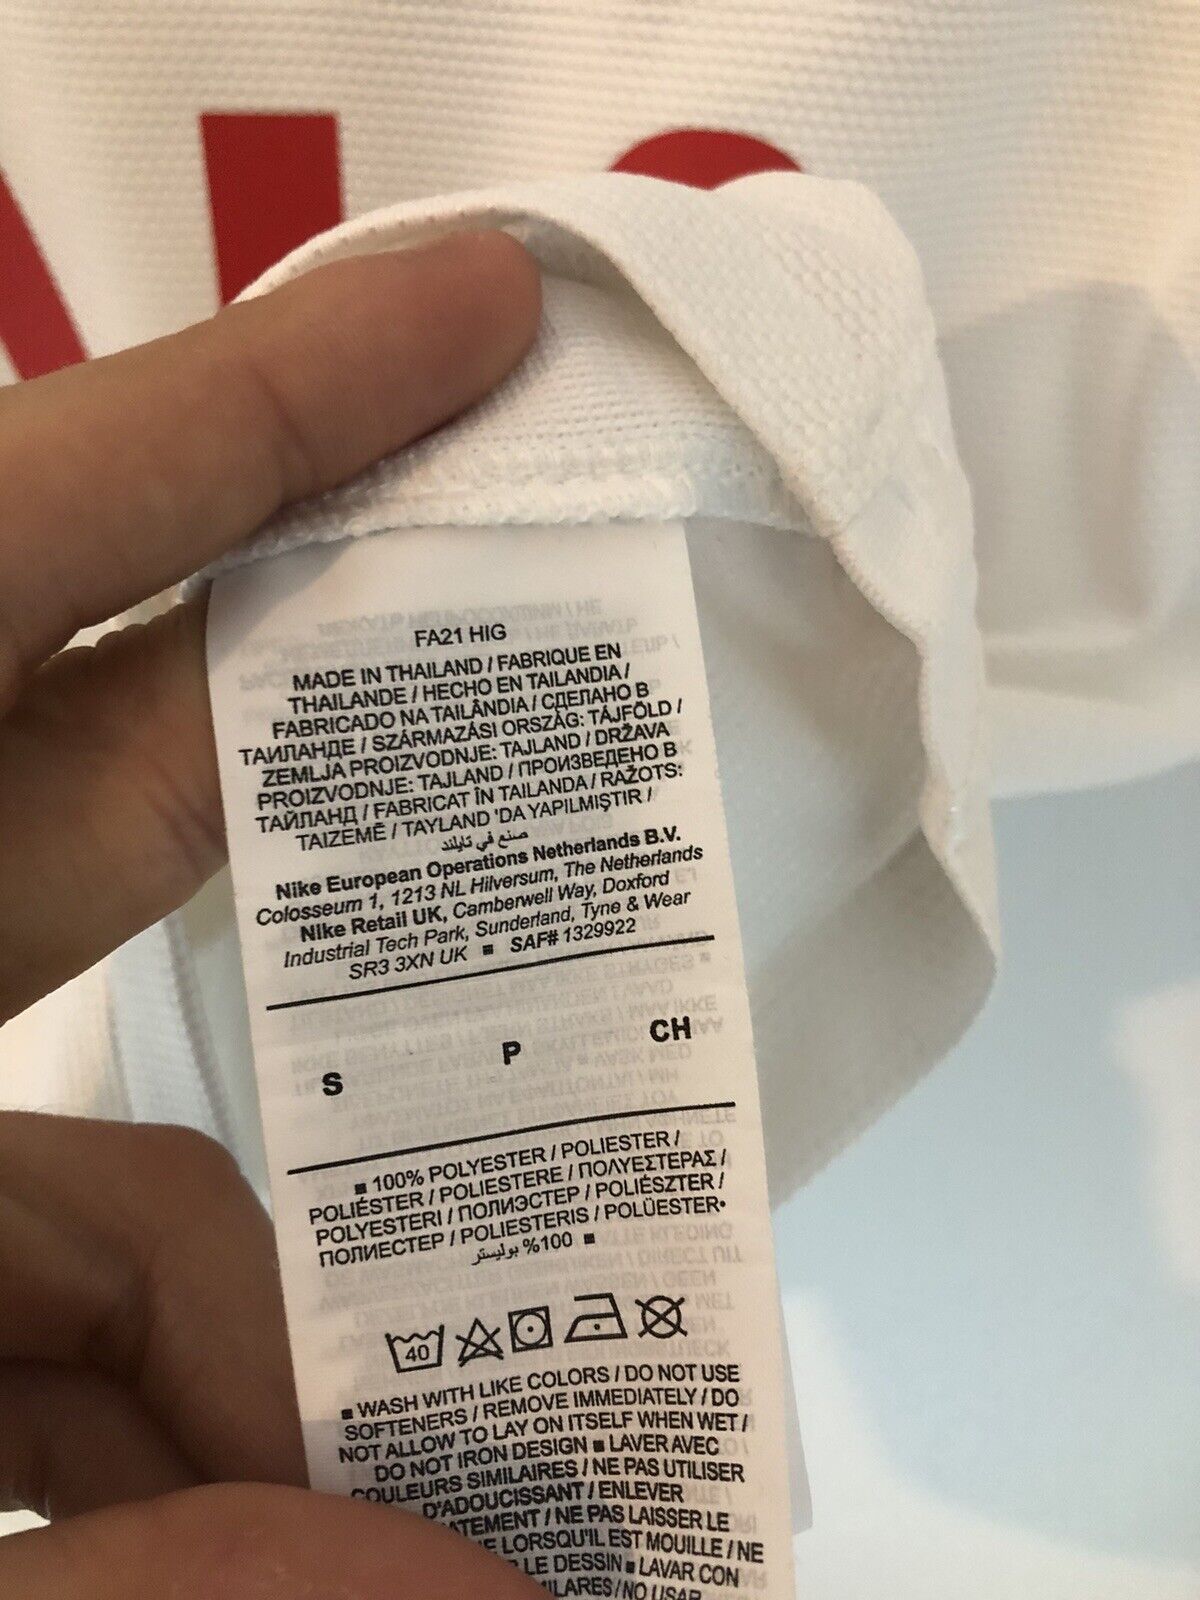 FA21 HIG
MADE IN THAILAND / FABRIQUE EN
THAILANDE / HECHO EN TAILANDIA /
FABRICADO NA TAILÂNDIA / СДЕЛАНО В
ТАИЛАНДЕ / SZÁRMAZÁSI ORSZÁG: TÁJFÖLD /
ZEMLJA PROIZVODNJE: TAJLAND / DRŽAVA
PROIZVODNJE: TAJLAND / ПРОИЗВЕДЕНО В
ТАЙЛАНД / FABRICAT ÎN TAILANDA / RAŽOTS:
TAIZEMĒ / TAYLAND 'DA YAPILMIŞTIR /
صنع في تايلند
Nike European Operations Netherlands B.V.
Colosseum 1, 1213 NL Hilversum, The Netherlands
Nike Retail UK, Camberwell Way, Doxford
Industrial Tech Park, Sunderland, Tyne & Wear
SR3 3XN UK ■ SAF# 1329922
S P CH
■ 100% POLYESTER / POLIESTER /
POLIÉSTER / POLIESTERE / ΠΟΛΥΕΣΤΕΡΑΣ /
POLYESTERI / ПОЛИЭСТЕР / POLIÉSZTER /
ПОЛИЕСТЕР / POLIESTERIS / POLÜESTER•
100% بوليستر ■
40
■ WASH WITH LIKE COLORS / DO NOT USE
SOFTENERS / REMOVE IMMEDIATELY / DO
NOT ALLOW TO LAY ON ITSELF WHEN WET /
DO NOT IRON DESIGN ■ LAVER AVEC
COULEURS SIMILAIRES / NE PAS UTILISER
D'ADOUCISSANT / ENLEVER
ATEMENT / NE PAS LAISSER LE
LORSQU'IL EST MOUILLE / NE
LE DESSIN ■ LAVAR CON
ILARES / NO USAR